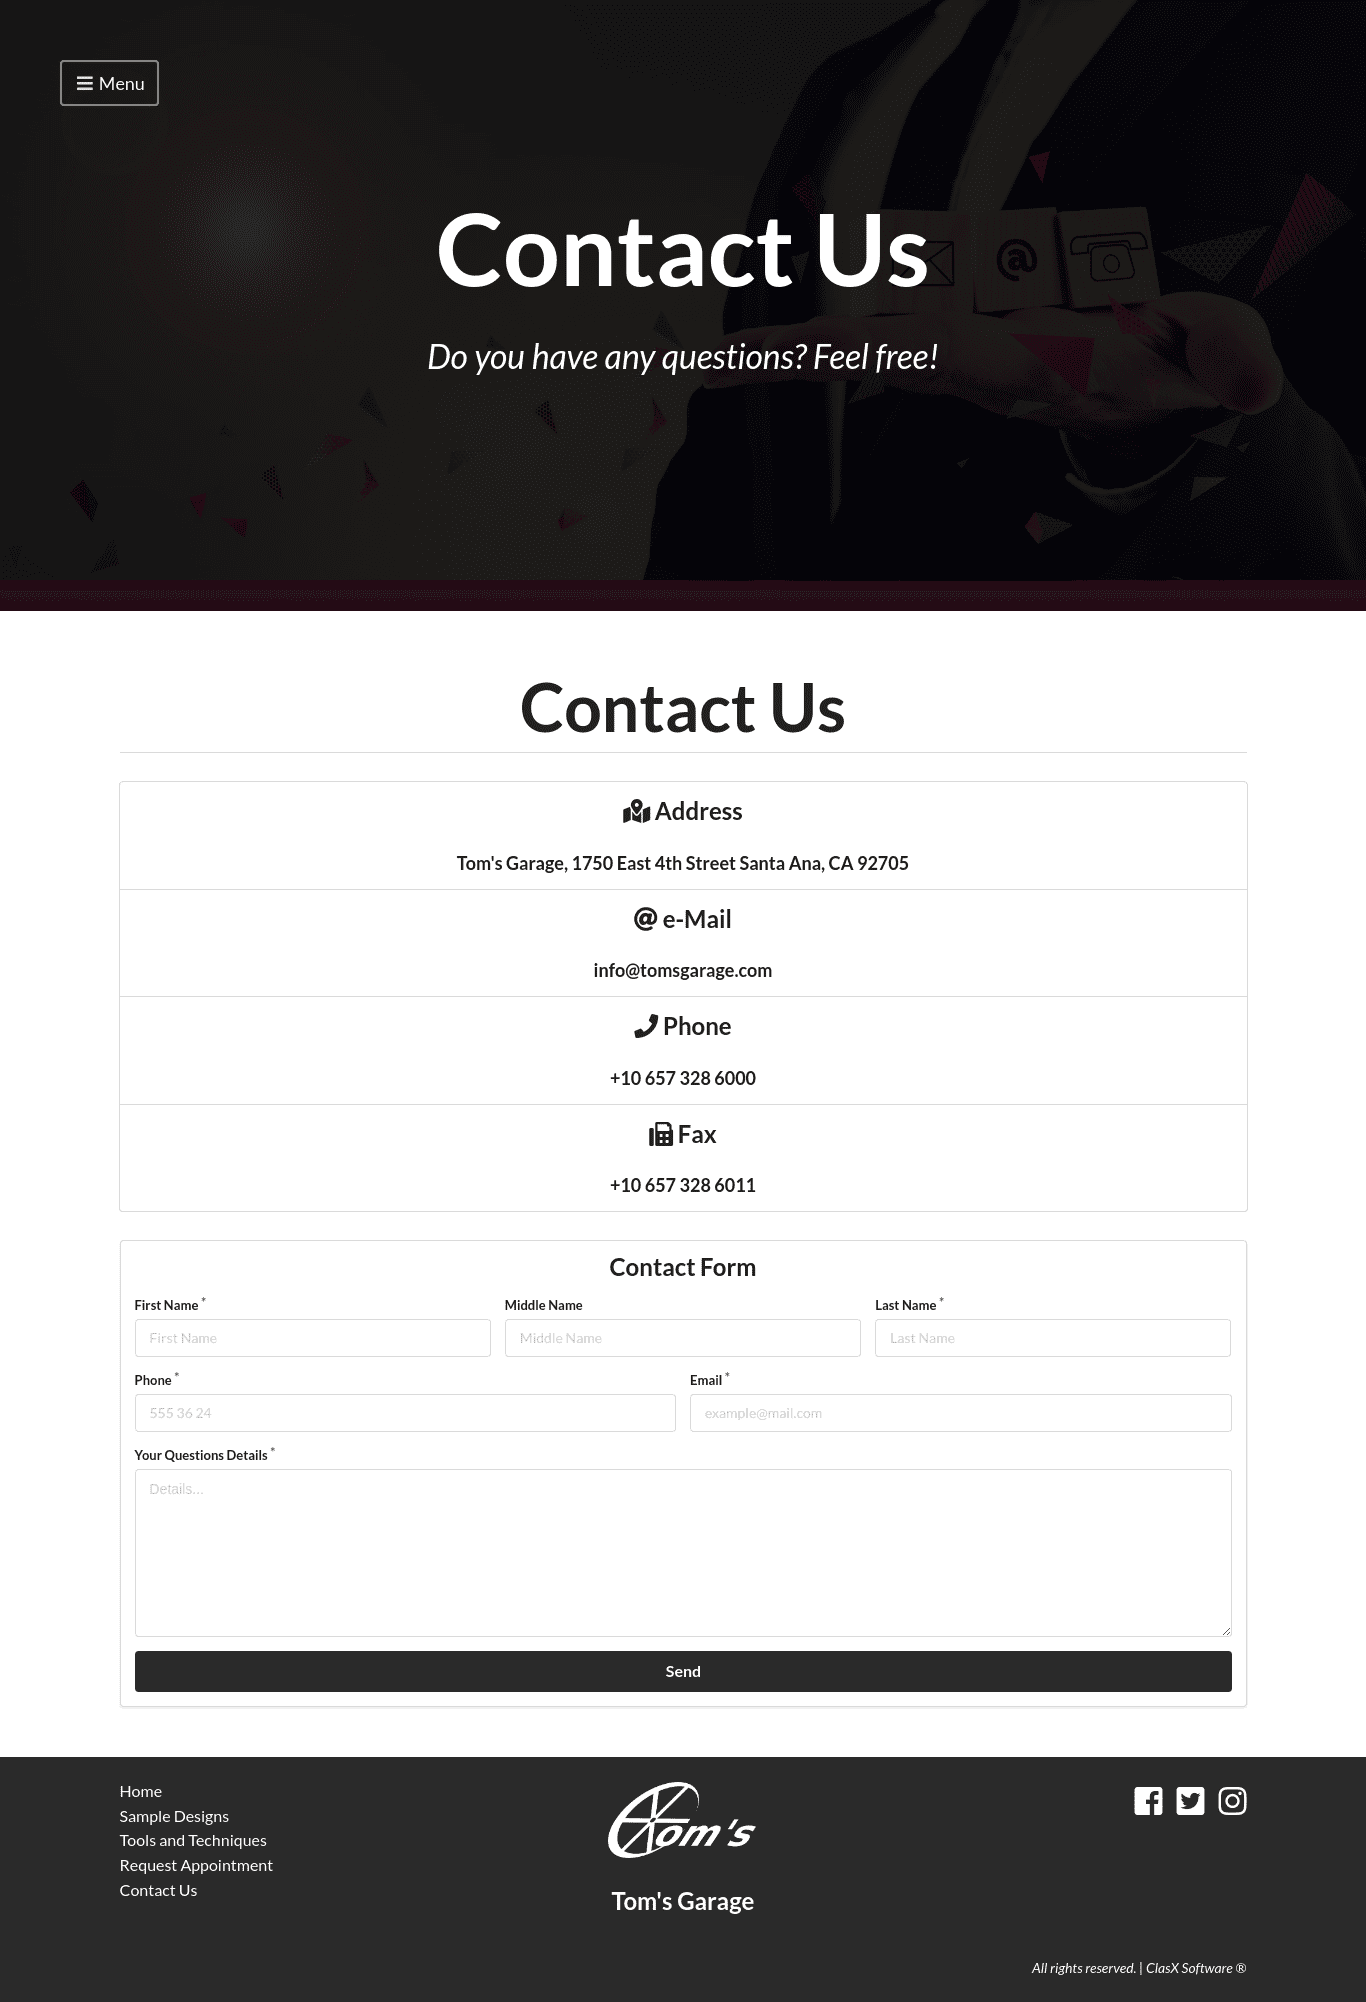 Menu
Contact Us
@
Do you have any questions? Feel free!
Contact Us
Address
Tom's Garage, 1750 East 4th Street Santa Ana, CA 92705
@ e-Mail
info@tomsgarage.com
Phone
+10 657 328 6000
Fax
+10 657 328 6011
Contact Form
First Name * Middle Name Last Name *
First Name Middle Name Last Name
Phone * Email *
555 36 24 example@mail.com
Your Questions Details *
Details...
Send
Home
Sample Designs
Tools and Techniques
Request Appointment
Contact Us
Tom's
Tom's Garage
All rights reserved. | ClasX Software ®